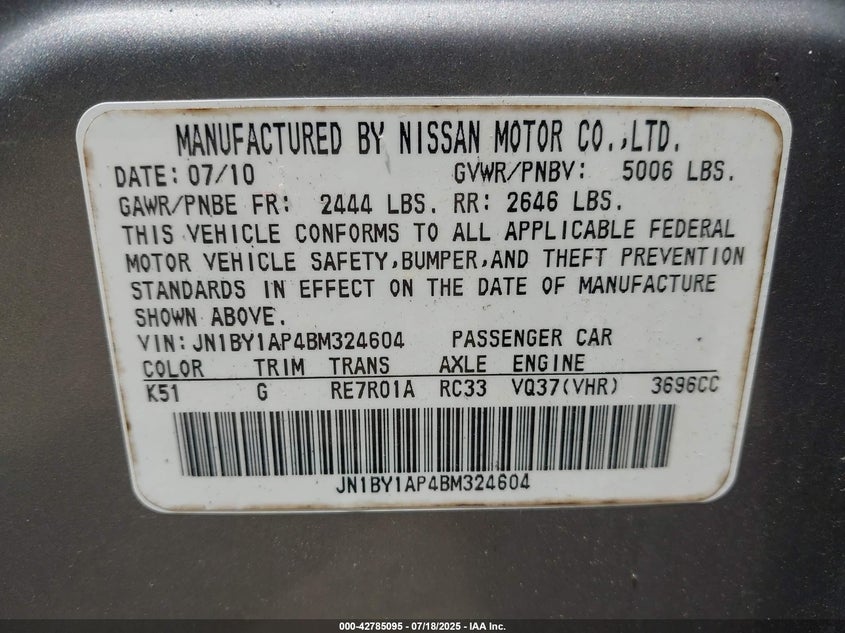 MANUFACTURED BY NISSAN MOTOR CO.,LTD.
DATE: 07/10 GVWR/PNBV: 5006 LBS.
GAWR/PNBE FR: 2444 LBS. RR: 2646 LBS.
THIS VEHICLE CONFORMS TO ALL APPLICABLE FEDERAL
MOTOR VEHICLE SAFETY,BUMPER,AND THEFT PREVENTION
STANDARDS IN EFFECT ON THE DATE OF MANUFACTURE
SHOWN ABOVE.
VIN:JN1BY1AP4BM324604 PASSENGER CAR
COLOR TRIM TRANS AXLE ENGINE
K51 G RE7R01A RC33 VQ37(VHR) 3696CC
JN1BY1AP4BM324604
000-42785095 - 07/18/2025 - IAA Inc.